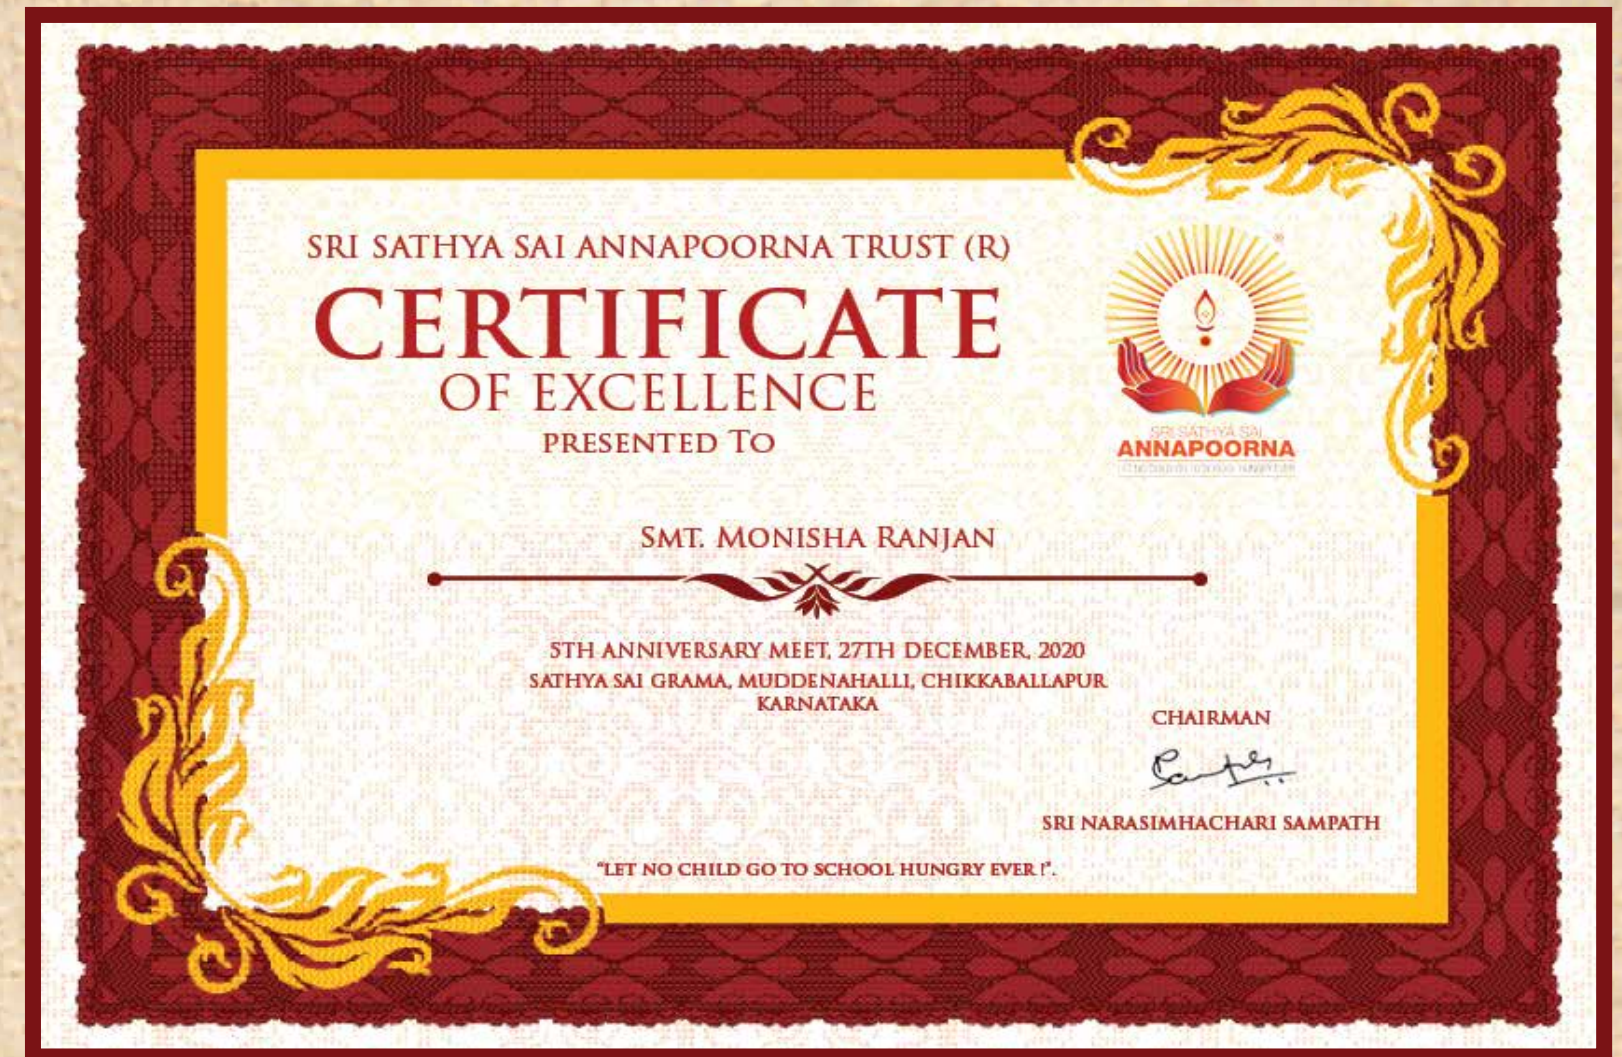 SRI SATHYA SAI ANNAPOORNA TRUST (R)
CERTIFICATE
OF EXCELLENCE
PRESENTED TO
®
SRI SATHYA SAI
ANNAPOORNA
SMT. MONISHA RANJAN
5TH ANNIVERSARY MEET, 27TH DECEMBER, 2020
SATHYA SAI GRAMA, MUDDENAHALLI, CHIKKABALLAPUR
KARNATAKA
CHAIRMAN
SRI NARASIMHACHARI SAMPATH
"LET NO CHILD GO TO SCHOOL HUNGRY EVER !".